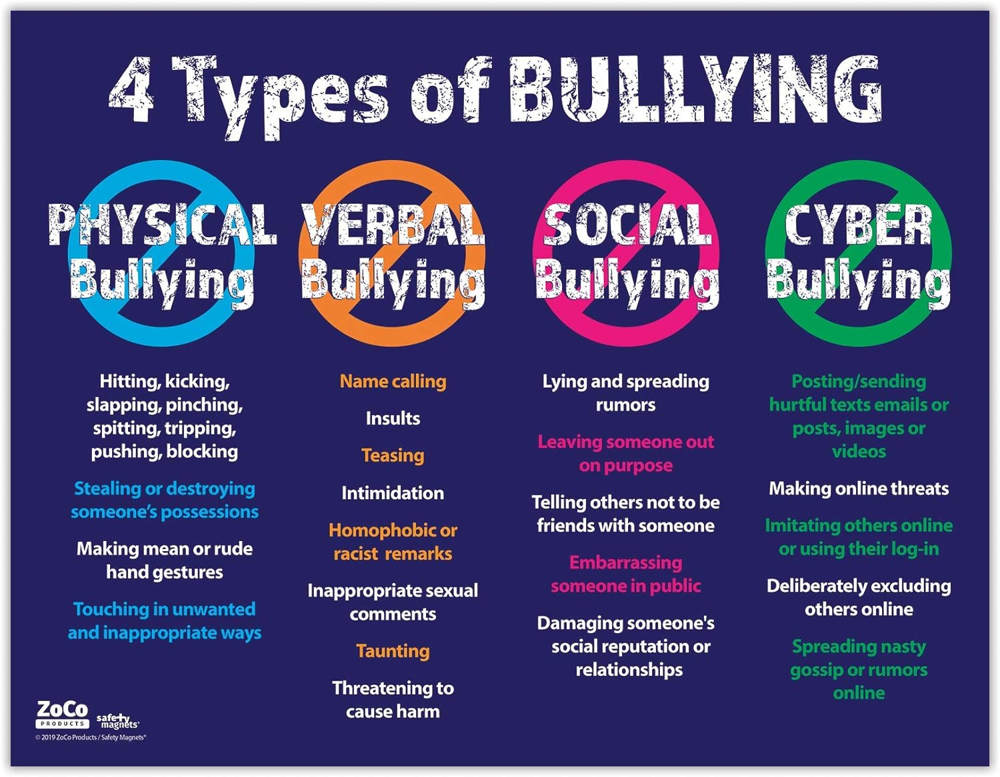 4 Types of BULLYING
PHYSICAL
Bullying
Hitting, kicking,
slapping, pinching,
spitting, tripping,
pushing, blocking
Stealing or destroying
someone's possessions
Making mean or rude
hand gestures
Touching in unwanted
and inappropriate ways
VERBAL
Bullying
Name calling
Insults
Teasing
Intimidation
Homophobic or
racist remarks
Inappropriate sexual
comments
Taunting
Threatening to
cause harm
SOCIAL
Bullying
Lying and spreading
rumors
Leaving someone out
on purpose
Telling others not to be
friends with someone
Embarrassing
someone in public
Damaging someone's
social reputation or
relationships
CYBER
Bullying
Posting/sending
hurtful texts emails or
posts, images or
videos
Making online threats
Imitating others online
or using their log-in
Deliberately excluding
others online
Spreading nasty
gossip or rumors
online
ZoCo
PRODUCTS
safety
magnets®
© 2019 ZoCo Products / Safety Magnets®